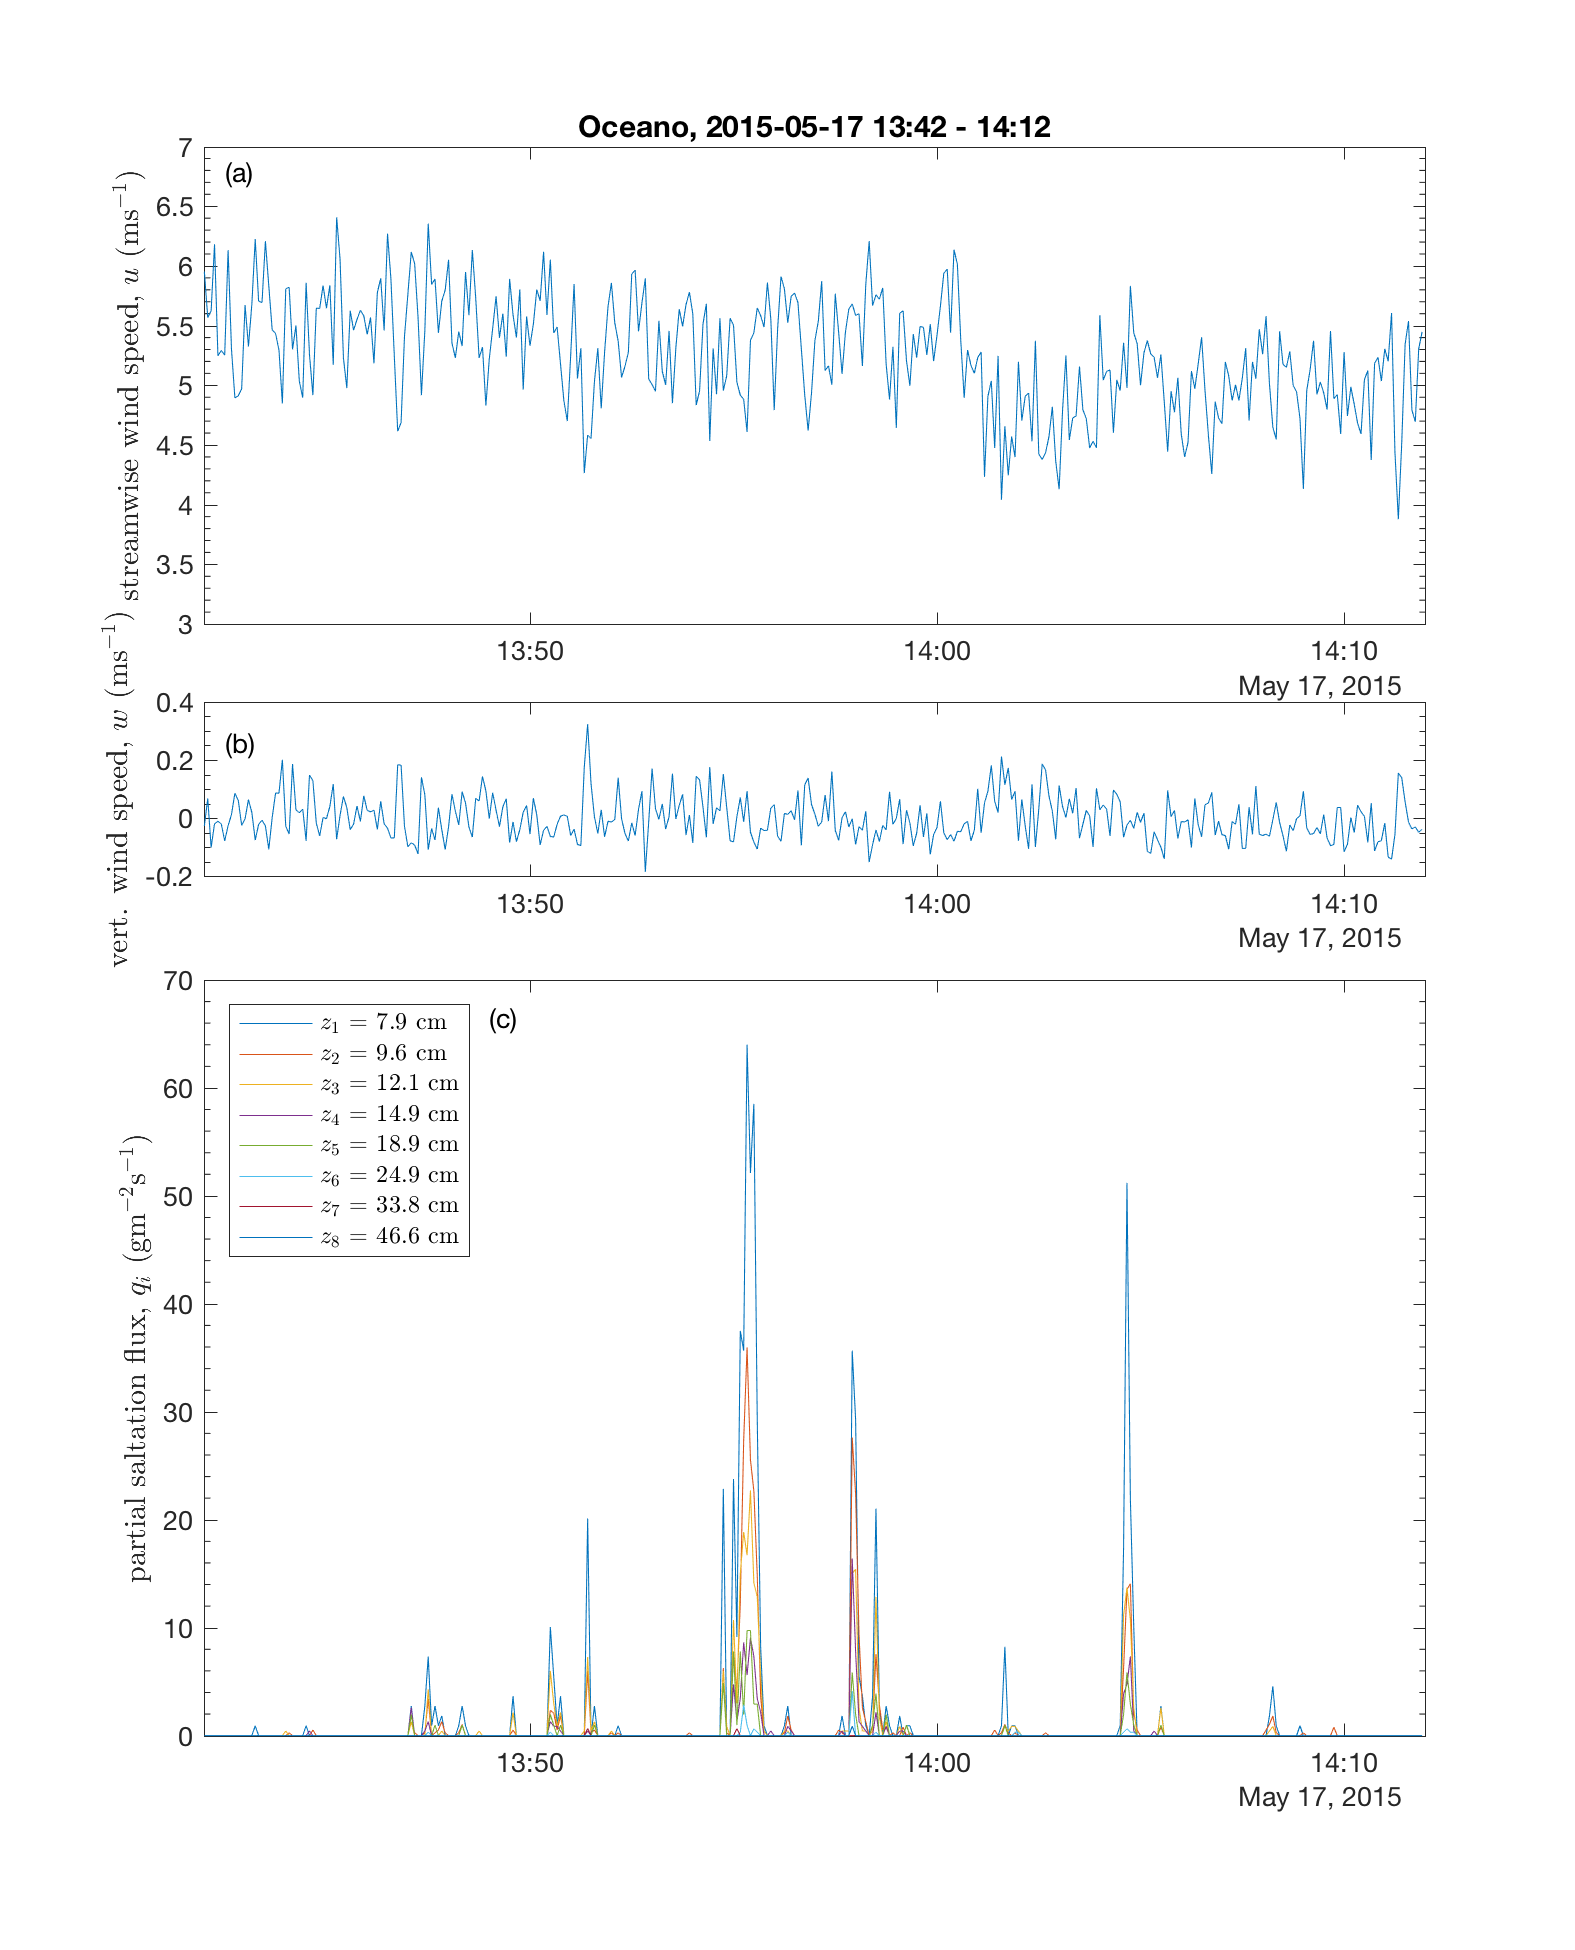 Oceano, 2015-05-17 13:42 - 14:12
(a)
streamwise wind speed, u (ms⁻¹)
7
6.5
6
5.5
5
4.5
4
3.5
3
13:50 14:00 14:10
May 17, 2015
(b)
vert. wind speed, w (ms⁻¹)
0.4
0.2
0
-0.2
13:50 14:00 14:10
May 17, 2015
(c)
partial saltation flux, qᵢ (gm⁻²s⁻¹)
70
60
50
40
30
20
10
0
z₁ = 7.9 cm
z₂ = 9.6 cm
z₃ = 12.1 cm
z₄ = 14.9 cm
z₅ = 18.9 cm
z₆ = 24.9 cm
z₇ = 33.8 cm
z₈ = 46.6 cm
13:50 14:00 14:10
May 17, 2015